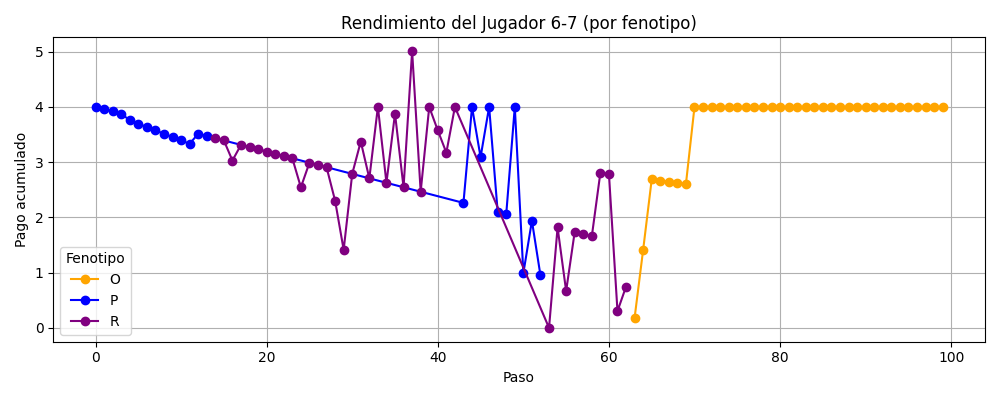 Rendimiento del Jugador 6-7 (por fenotipo)
Pago acumulado
5
4
3
2
1
0
Fenotipo
O
P
R
0 20 40 60 80 100
Paso